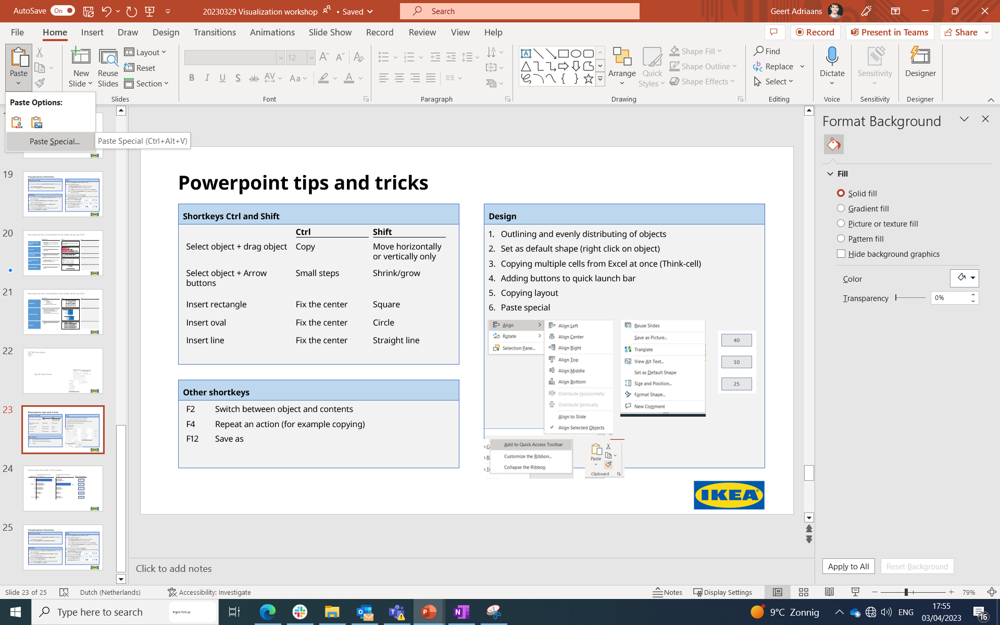 AutoSave On 20230329 Visualization workshop • Saved Search Geert Adriaans
File Home Insert Draw Design Transitions Animations Slide Show Record Review View Help Record Present in Teams Share
Paste New Slide Reuse Slides Layout Reset Section 12 Arrange Quick Styles Shape Fill Shape Outline Shape Effects Find Replace Select Dictate Sensitivity Designer
Slides Font Paragraph Drawing Editing Voice Sensitivity Designer
Paste Options:
Paste Special...
Paste Special (Ctrl+Alt+V)
19
Visualization Checklist
20
21
22
23
Powerpoint tips and tricks
24
25
Visualization Checklist
Powerpoint tips and tricks
Shortkeys Ctrl and Shift
Ctrl Shift
Select object + drag object Copy Move horizontally
or vertically only
Select object + Arrow Small steps Shrink/grow
buttons
Insert rectangle Fix the center Square
Insert oval Fix the center Circle
Insert line Fix the center Straight line
Other shortkeys
F2 Switch between object and contents
F4 Repeat an action (for example copying)
F12 Save as
Design
1. Outlining and evenly distributing of objects
2. Set as default shape (right click on object)
3. Copying multiple cells from Excel at once (Think-cell)
4. Adding buttons to quick launch bar
5. Copying layout
6. Paste special
Align
Rotate
Selection Pane...
Align Left
Align Center
Align Right
Align Top
Align Middle
Align Bottom
Distribute Horizontally
Distribute Vertically
Align to Slide
Align Selected Objects
Reuse Slides
Save as Picture...
Translate
View Alt Text...
Set as Default Shape
Size and Position...
Format Shape...
New Comment
40
10
25
Add to Quick Access Toolbar
Customize the Ribbon...
Collapse the Ribbon
Paste
Clipboard
IKEA
Click to add notes
Format Background
Fill
Solid fill
Gradient fill
Picture or texture fill
Pattern fill
Hide background graphics
Color
Transparency 0%
Apply to All Reset Background
Slide 23 of 25 Dutch (Netherlands) Accessibility: Investigate Notes Display Settings 79%
Type here to search Ingka Group 9°C Zonnig ENG 17:55
03/04/2023 16